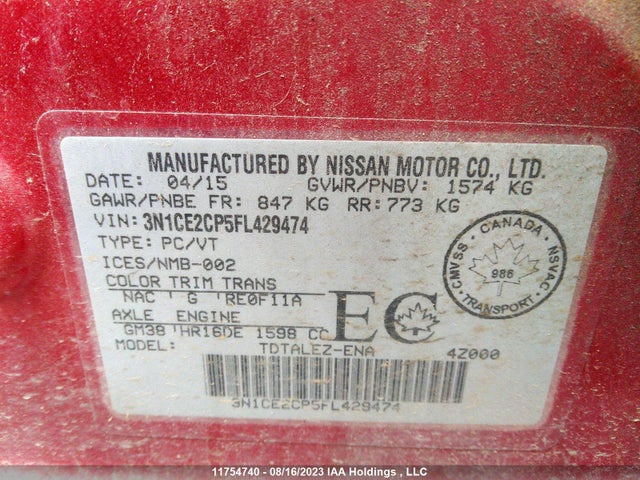 MANUFACTURED BY NISSAN MOTOR CO., LTD.
DATE: 04/15 GVWR/PNBV: 1574 KG
GAWR/PNBE FR: 847 KG RR: 773 KG
VIN: 3N1CE2CP5FL429474
TYPE: PC/VT
ICES/NMB-002
COLOR TRIM TRANS
NAC G RE0F11A
AXLE ENGINE
GM38 HR16DE 1598 CC
MODEL: TDTALEZ-ENA 4Z000
EC
CANADA
CMVSS NSVAC
986
TRANSPORT
3N1CE2CP5FL429474
11754740 - 08/16/2023 IAA Holdings , LLC